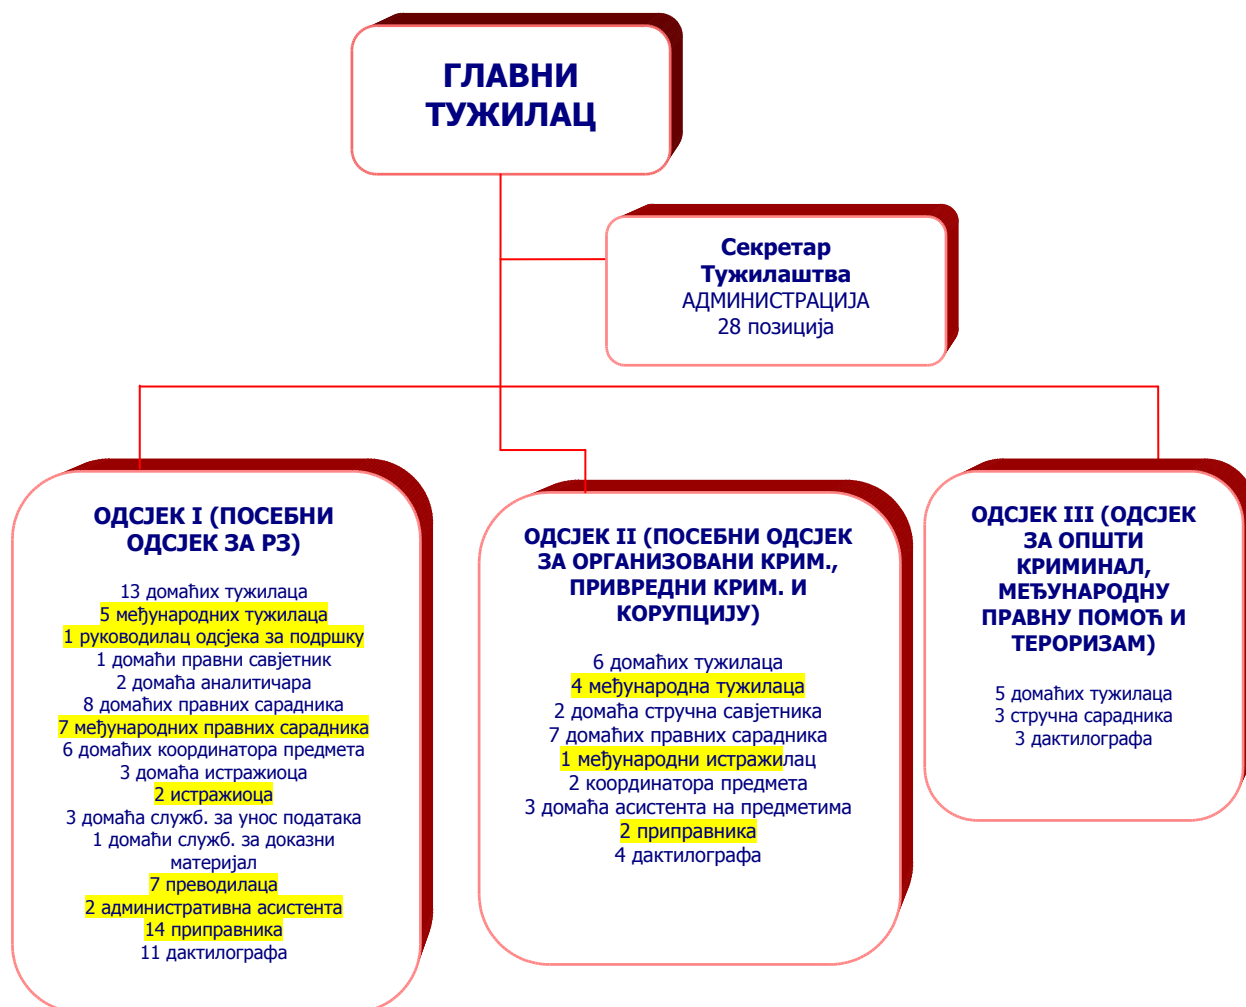 ГЛАВНИ
ТУЖИЛАЦ
Секретар
Тужилаштва
АДМИНИСТРАЦИЈА
28 позиција
ОДСЈЕК I (ПОСЕБНИ
ОДСЈЕК ЗА РЗ)
13 домаћих тужилаца
5 међународних тужилаца
1 руководилац одсјека за подршку
1 домаћи правни савјетник
2 домаћа аналитичара
8 домаћих правних сарадника
7 међународних правних сарадника
6 домаћих координатора предмета
3 домаћа истражиоца
2 истражиоца
3 домаћа служб. за унос података
1 домаћи служб. за доказни
материјал
7 преводилаца
2 административна асистента
14 приправника
11 дактилографа
ОДСЈЕК II (ПОСЕБНИ ОДСЈЕК
ЗА ОРГАНИЗОВАНИ КРИМ.,
ПРИВРЕДНИ КРИМ. И
КОРУПЦИЈУ)
6 домаћих тужилаца
4 међународна тужилаца
2 домаћа стручна савјетника
7 домаћих правних сарадника
1 међународни истражилац
2 координатора предмета
3 домаћа асистента на предметима
2 приправника
4 дактилографа
ОДСЈЕК III (ОДСЈЕК
ЗА ОПШТИ
КРИМИНАЛ,
МЕЂУНАРОДНУ
ПРАВНУ ПОМОЋ И
ТЕРОРИЗАМ)
5 домаћих тужилаца
3 стручна сарадника
3 дактилографа